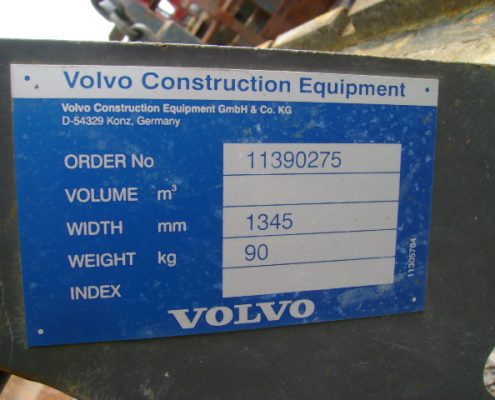 Volvo Construction Equipment
Volvo Construction Equipment GmbH & Co. KG
D-54329 Konz, Germany
ORDER No 11390275
VOLUME m³
WIDTH mm 1345
WEIGHT kg 90
INDEX
VOLVO
11305784